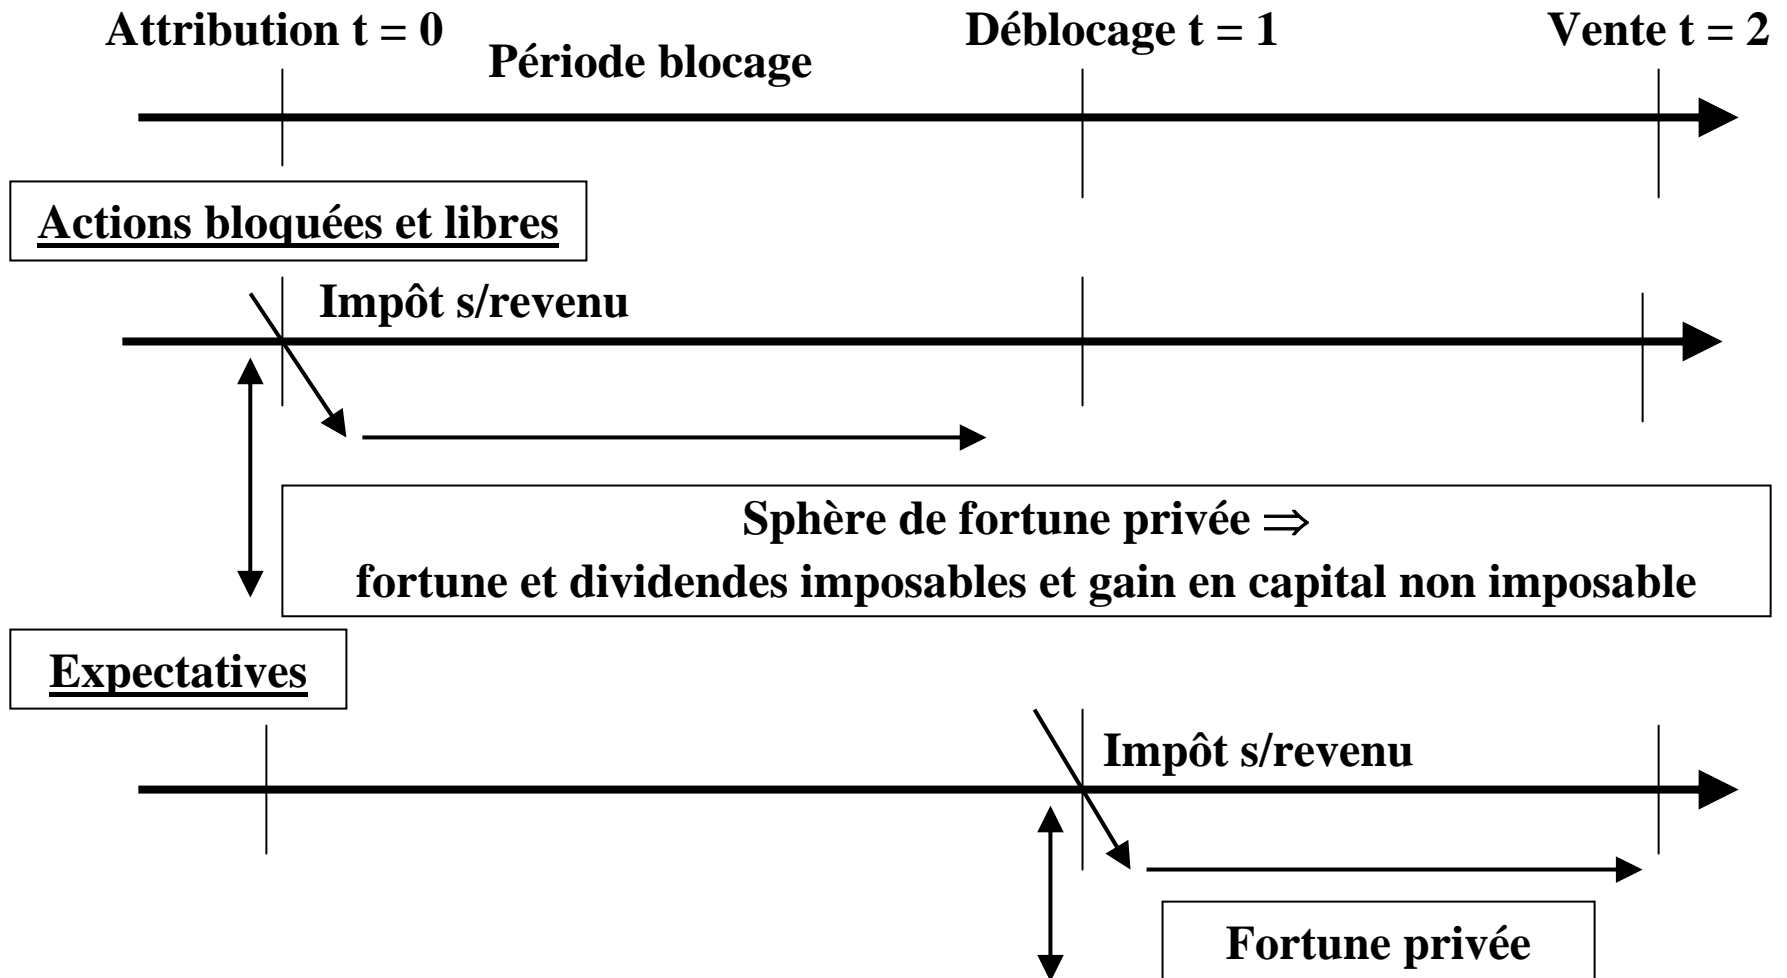 Attribution t = 0
Déblocage t = 1
Vente t = 2
Période blocage
Actions bloquées et libres
Impôt s/revenu
Sphère de fortune privée ⇒
fortune et dividendes imposables et gain en capital non imposable
Expectatives
Impôt s/revenu
Fortune privée